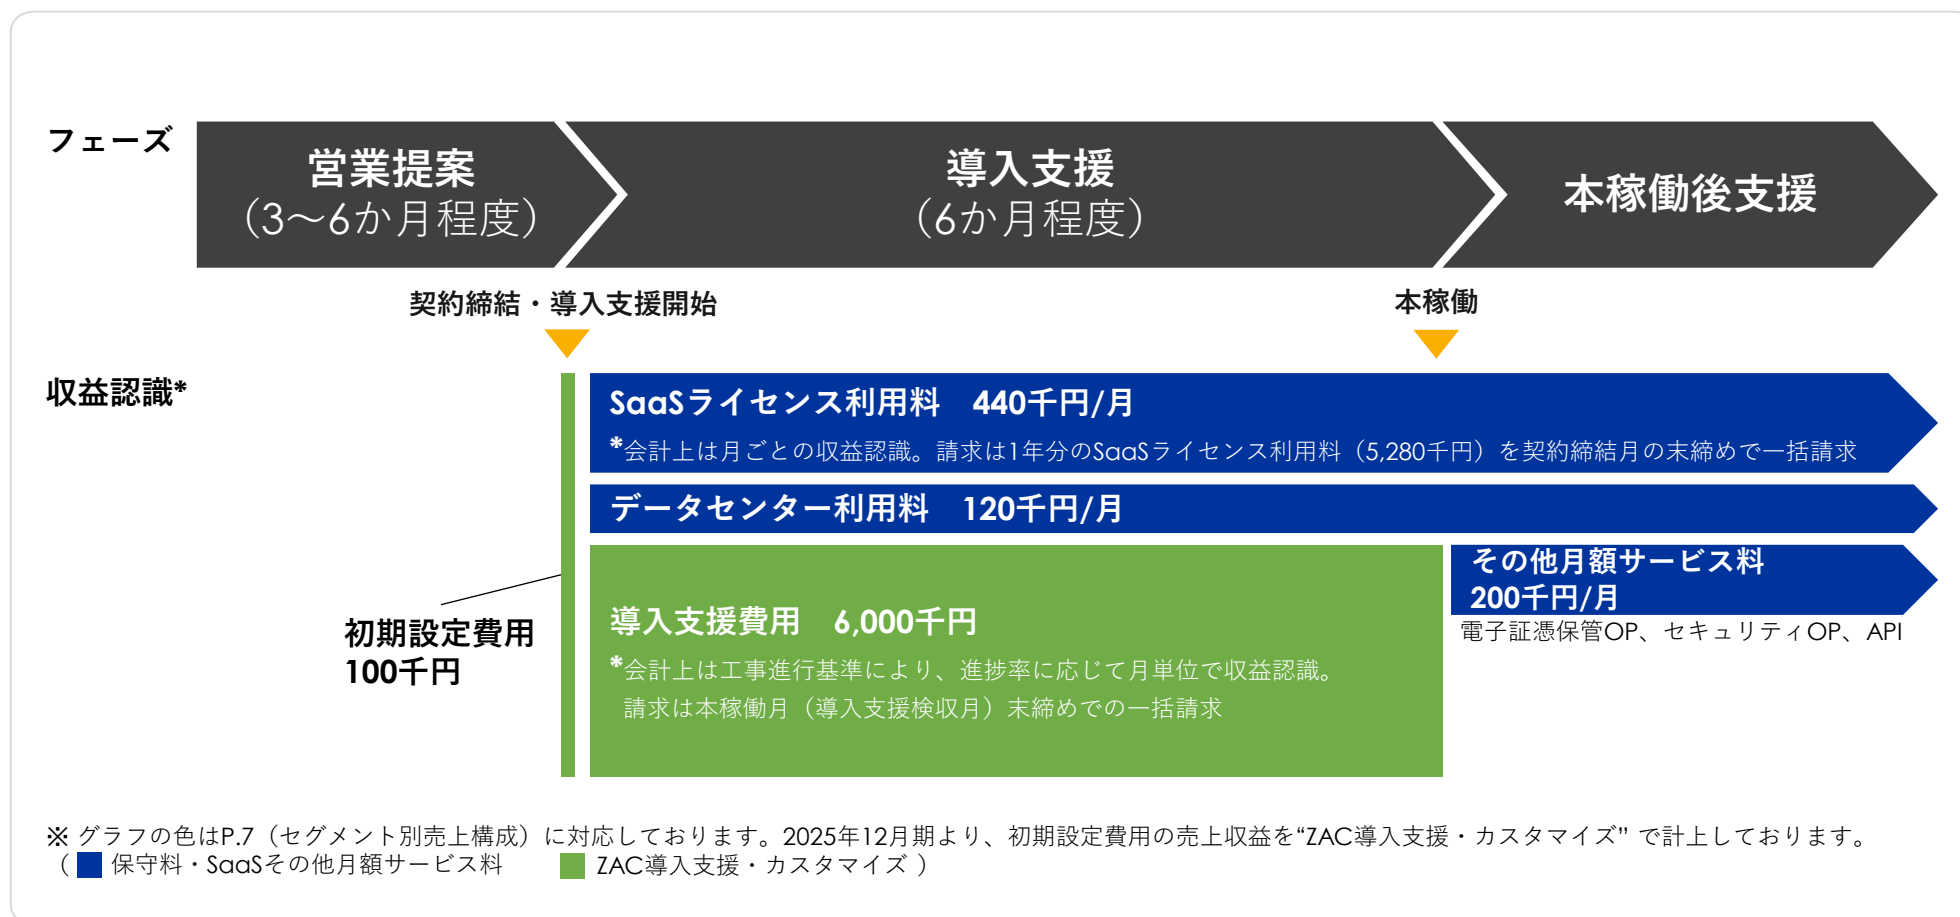 フェーズ
営業提案
（3～6か月程度）
導入支援
（6か月程度）
本稼働後支援
契約締結・導入支援開始
本稼働
収益認識*
SaaSライセンス利用料　440千円/月
*会計上は月ごとの収益認識。請求は1年分のSaaSライセンス利用料（5,280千円）を契約締結月の末締めで一括請求
データセンター利用料　120千円/月
初期設定費用
100千円
導入支援費用　6,000千円
*会計上は工事進行基準により、進捗率に応じて月単位で収益認識。
請求は本稼働月（導入支援検収月）末締めでの一括請求
その他月額サービス料
200千円/月
電子証憑保管OP、セキュリティOP、API
※ グラフの色はP.7（セグメント別売上構成）に対応しております。2025年12月期より、初期設定費用の売上収益を“ZAC導入支援・カスタマイズ” で計上しております。
（ 保守料・SaaSその他月額サービス料　ZAC導入支援・カスタマイズ ）